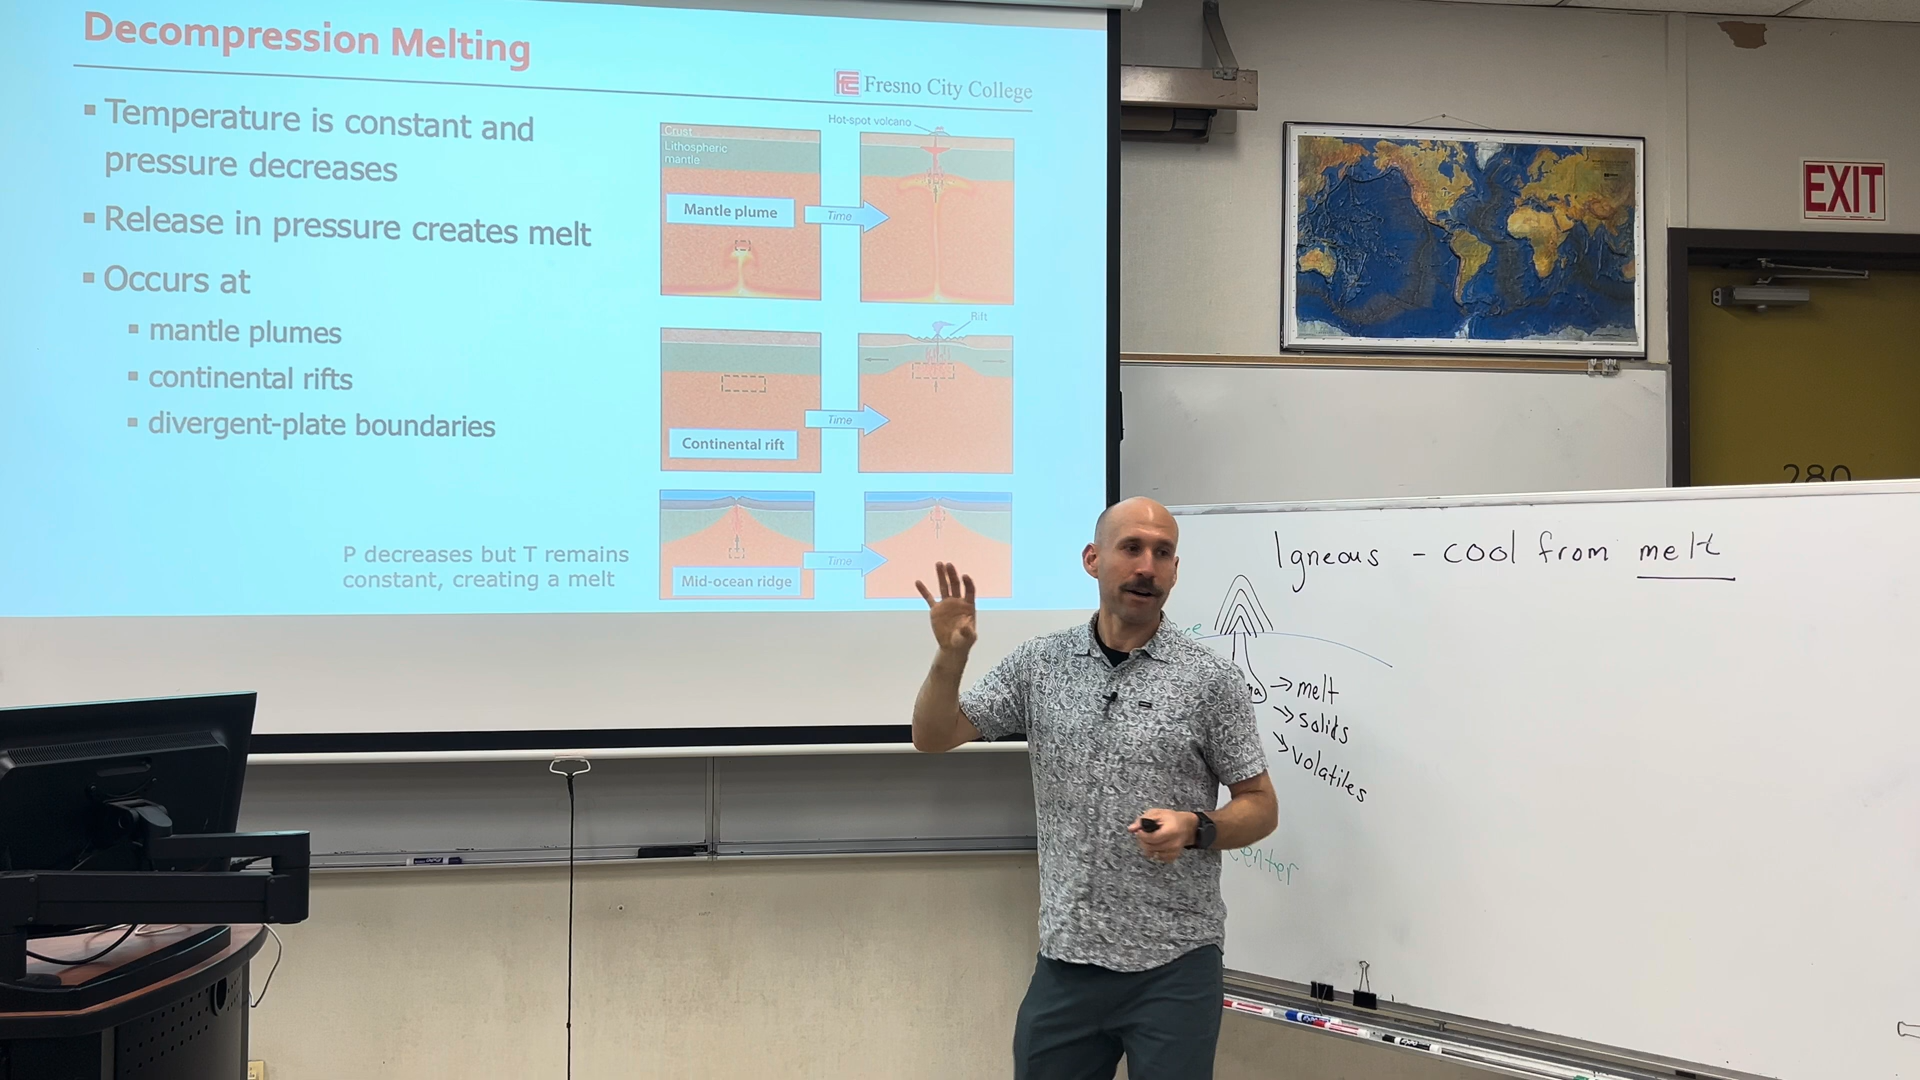 Decompression Melting
Fresno City College
▪ Temperature is constant and
pressure decreases
▪ Release in pressure creates melt
▪ Occurs at
▪ mantle plumes
▪ continental rifts
▪ divergent-plate boundaries
P decreases but T remains
constant, creating a melt
Crust
Lithospheric
mantle
Mantle plume
Time
Hot-spot volcano
Continental rift
Time
Rift
Mid-ocean ridge
Time
EXIT
280
Igneous - cool from melt
→ melt
→ solids
→ volatiles